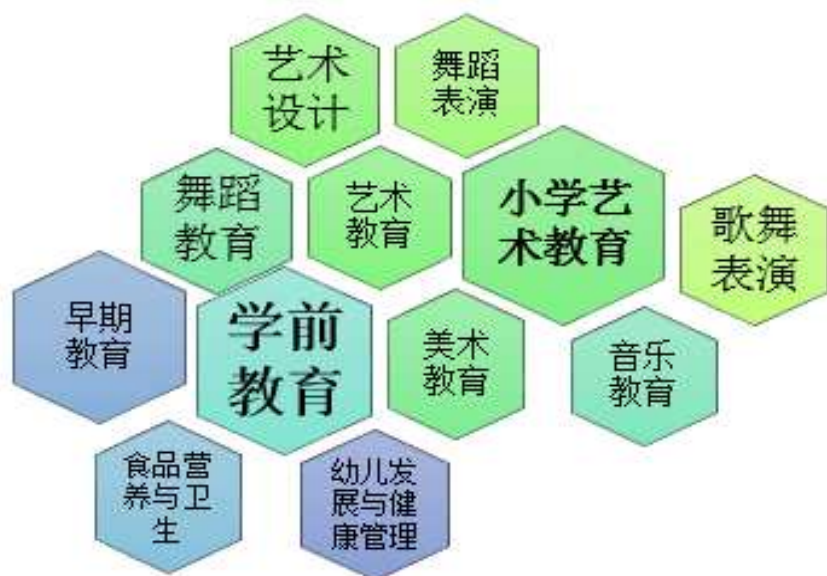 艺术
设计
舞蹈
表演
舞蹈
教育
艺术
教育
小学艺
术教育
歌舞
表演
早期
教育
学前
教育
美术
教育
音乐
教育
食品营
养与卫
生
幼儿发
展与健
康管理